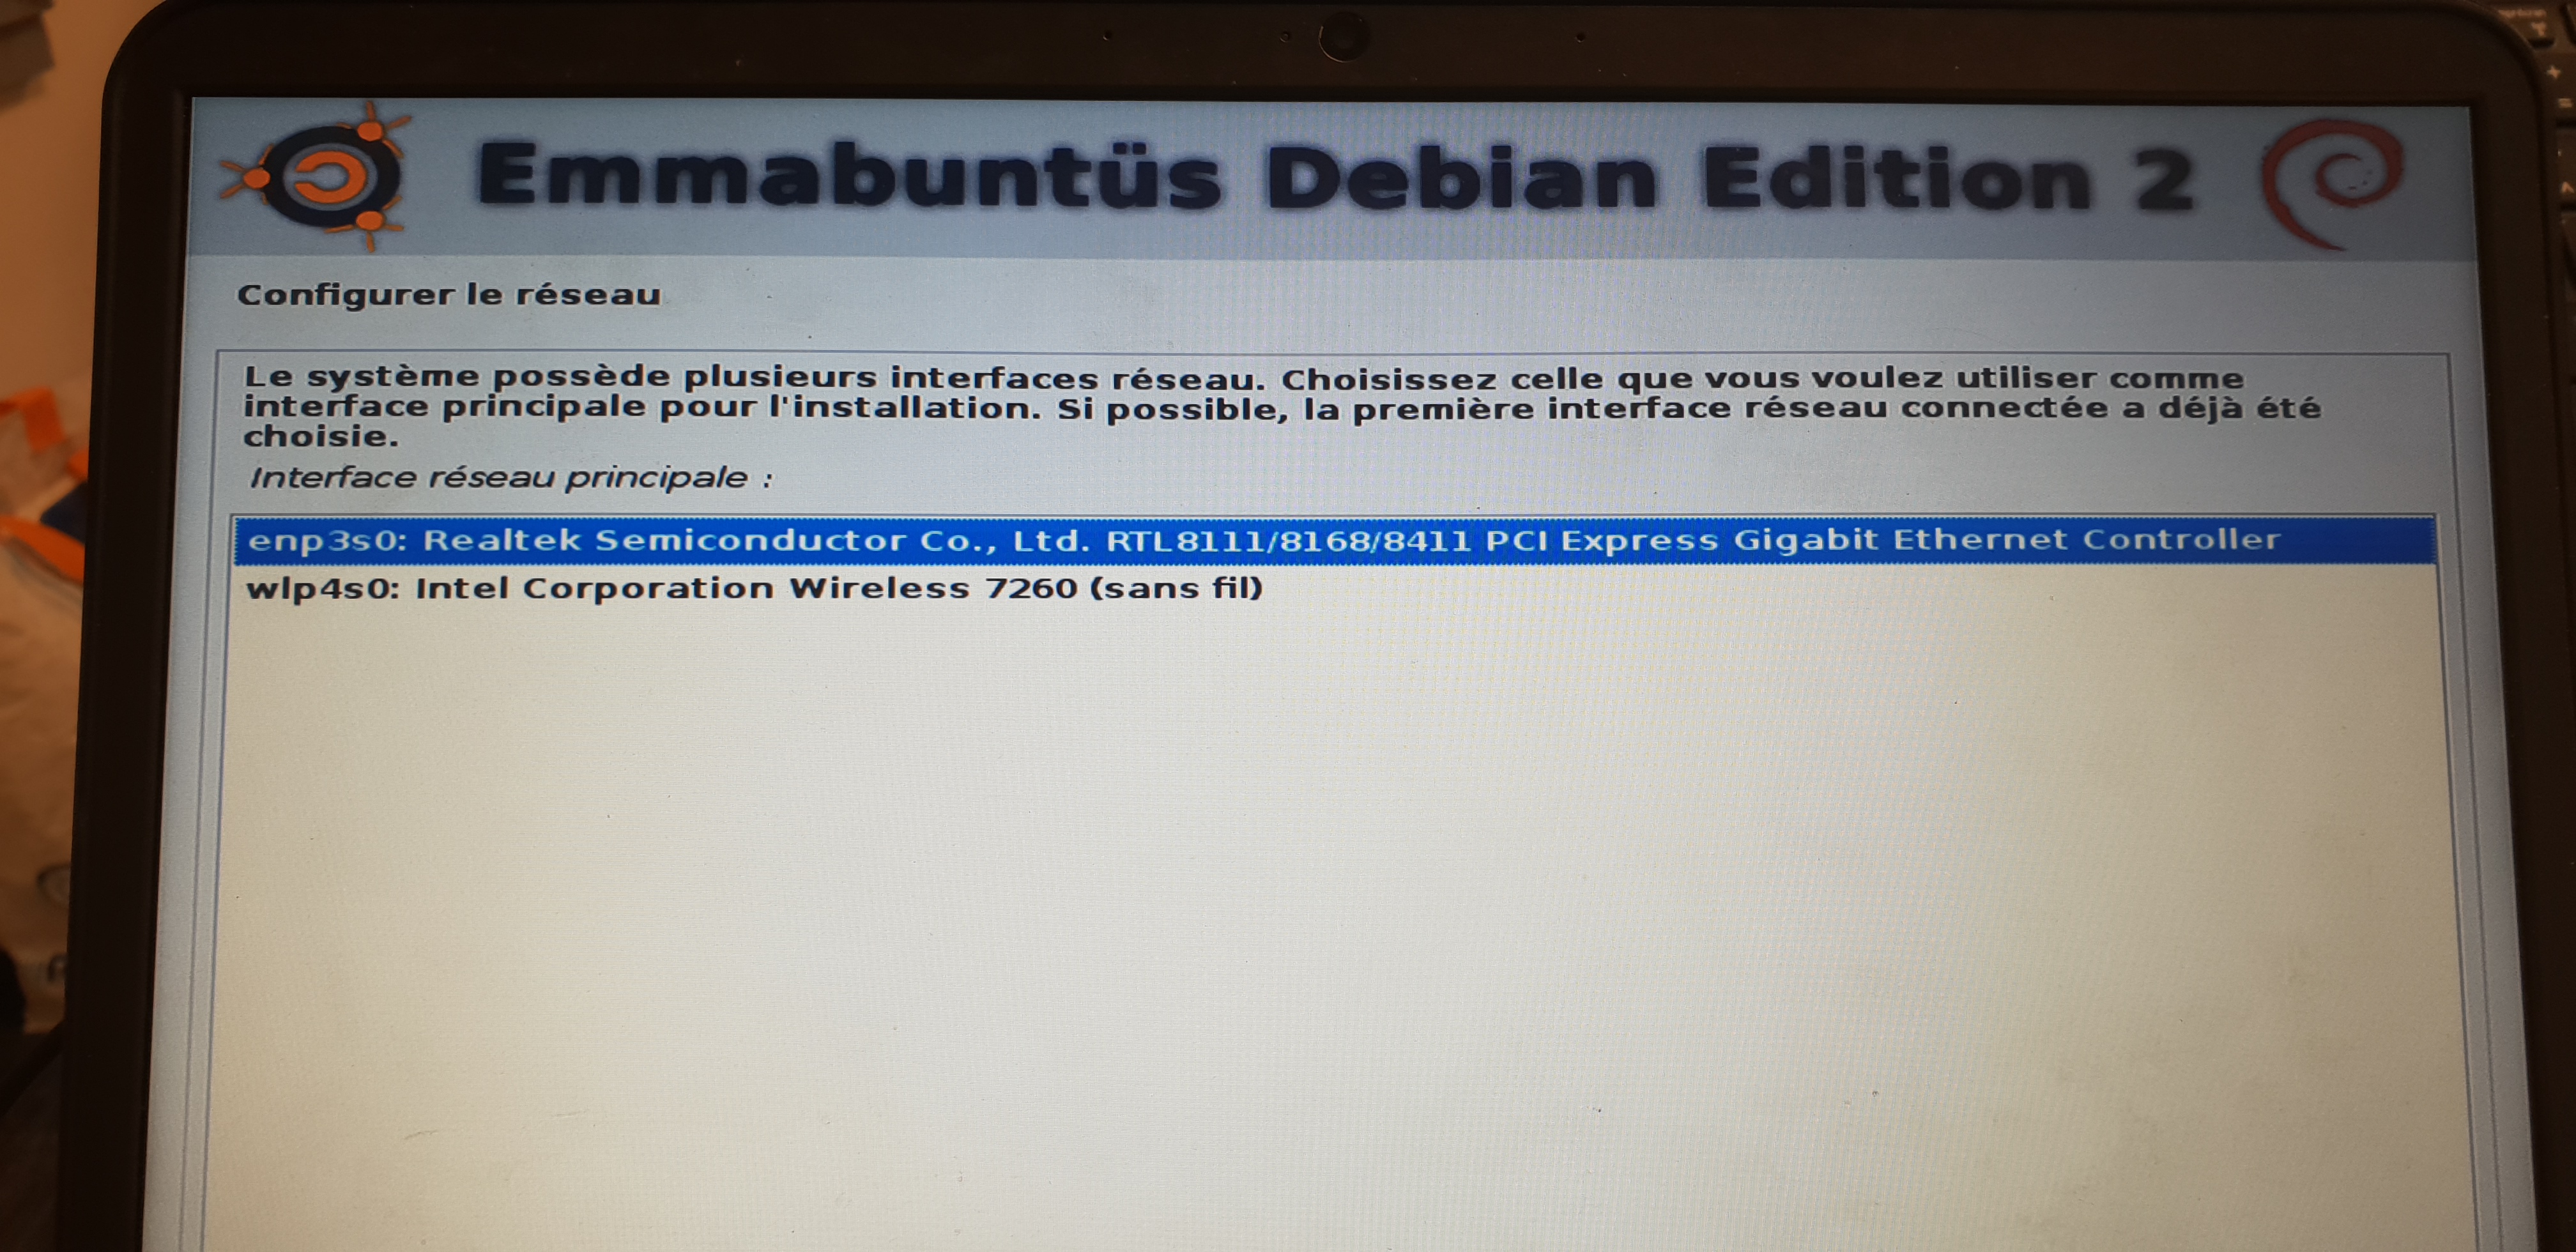 Emmabuntüs Debian Edition 2
Configurer le réseau
Le système possède plusieurs interfaces réseau. Choisissez celle que vous voulez utiliser comme
interface principale pour l'installation. Si possible, la première interface réseau connectée a déjà été
choisie.
Interface réseau principale :
enp3s0: Realtek Semiconductor Co., Ltd. RTL8111/8168/8411 PCI Express Gigabit Ethernet Controller
wlp4s0: Intel Corporation Wireless 7260 (sans fil)